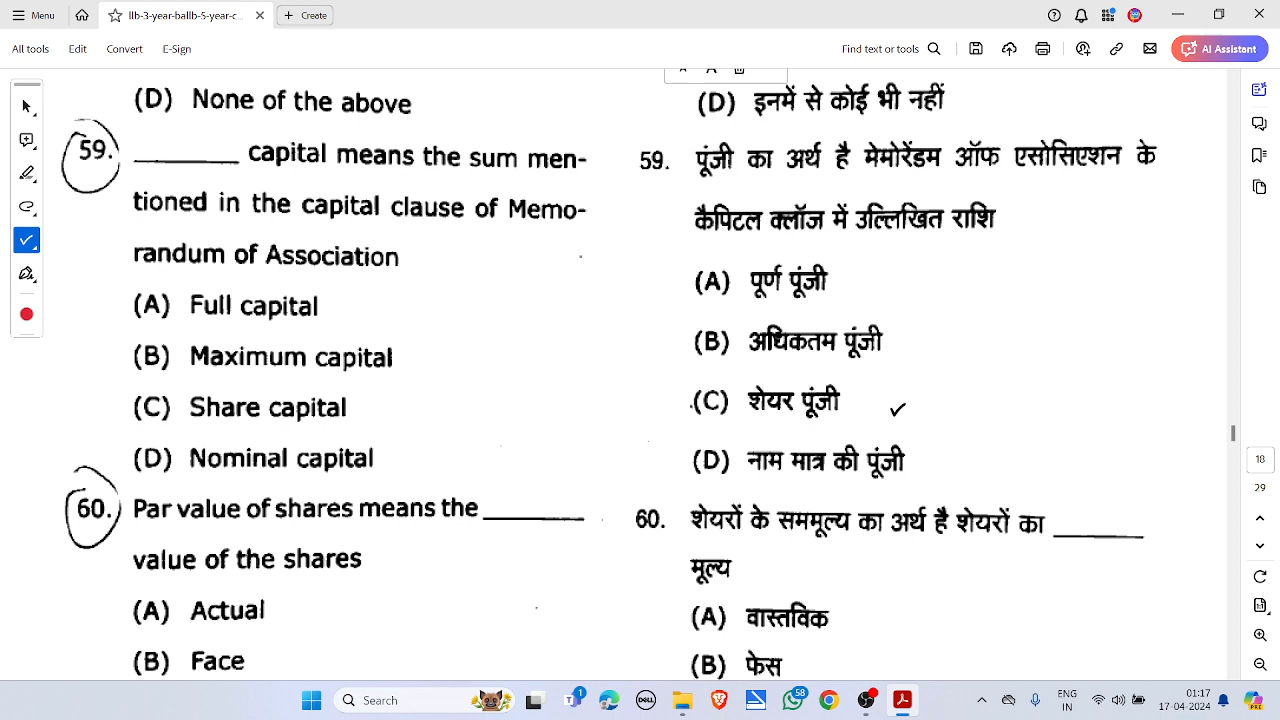 Menu
llb-3-year-ballb-5-year-c...
Create
All tools
Edit
Convert
E-Sign
Find text or tools
AI Assistant
(D) None of the above
59. ________ capital means the sum men-
tioned in the capital clause of Memo-
randum of Association
(A) Full capital
(B) Maximum capital
(C) Share capital
(D) Nominal capital
60. Par value of shares means the ________
value of the shares
(A) Actual
(B) Face
(D) इनमें से कोई भी नहीं
59. पूंजी का अर्थ है मेमोरेंडम ऑफ एसोसिएशन के
कैपिटल क्लॉज में उल्लिखित राशि
(A) पूर्ण पूंजी
(B) अधिकतम पूंजी
(C) शेयर पूंजी
(D) नाम मात्र की पूंजी
60. शेयरों के सममूल्य का अर्थ है शेयरों का ________
मूल्य
(A) वास्तविक
(B) फेस
18
29
Search
1
DELL
58
ENG
IN
01:17
17-04-2024